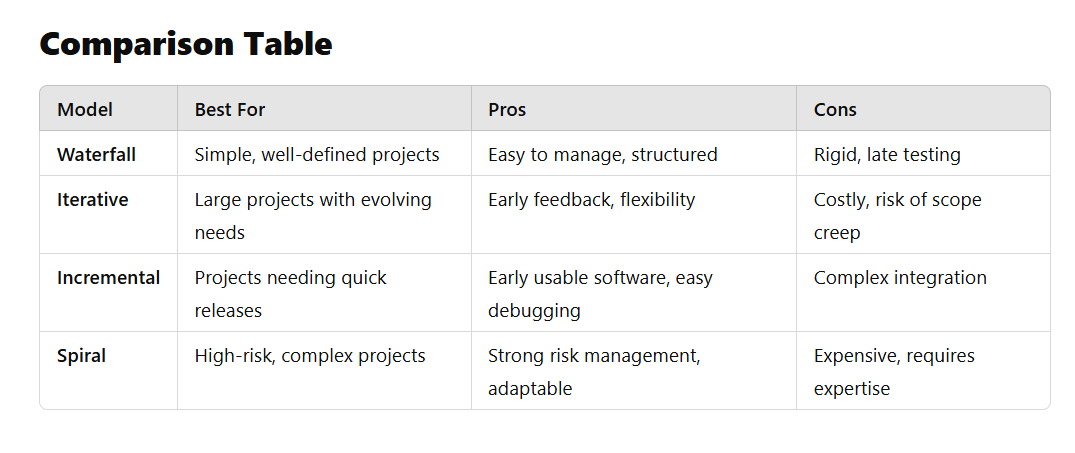 Comparison Table
Model Best For Pros Cons
Waterfall Simple, well-defined projects Easy to manage, structured Rigid, late testing
Iterative Large projects with evolving needs Early feedback, flexibility Costly, risk of scope creep
Incremental Projects needing quick releases Early usable software, easy debugging Complex integration
Spiral High-risk, complex projects Strong risk management, adaptable Expensive, requires expertise